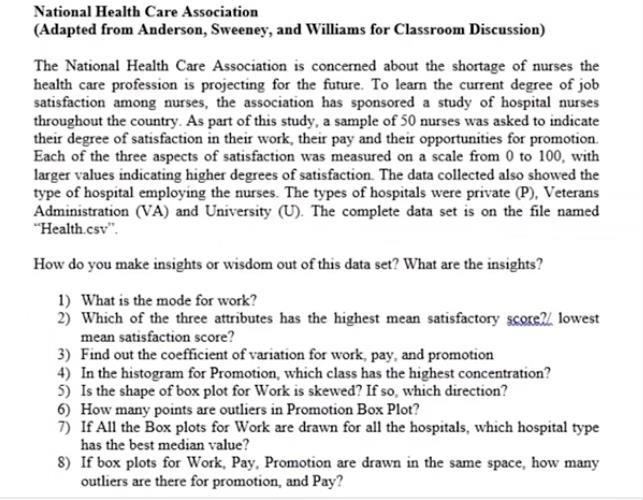 National Health Care Association
(Adapted from Anderson, Sweeney, and Williams for Classroom Discussion)
The National Health Care Association is concerned about the shortage of nurses the
health care profession is projecting for the future. To learn the current degree of job
satisfaction among nurses, the association has sponsored a study of hospital nurses
throughout the country. As part of this study, a sample of 50 nurses was asked to indicate
their degree of satisfaction in their work, their pay and their opportunities for promotion.
Each of the three aspects of satisfaction was measured on a scale from 0 to 100, with
larger values indicating higher degrees of satisfaction. The data collected also showed the
type of hospital employing the nurses. The types of hospitals were private (P), Veterans
Administration (VA) and University (U). The complete data set is on the file named
"Health.csv".
How do you make insights or wisdom out of this data set? What are the insights?
1) What is the mode for work?
2) Which of the three attributes has the highest mean satisfactory score?/ lowest
mean satisfaction score?
3) Find out the coefficient of variation for work, pay, and promotion
4) In the histogram for Promotion, which class has the highest concentration?
5) Is the shape of box plot for Work is skewed? If so, which direction?
6) How many points are outliers in Promotion Box Plot?
7) If All the Box plots for Work are drawn for all the hospitals, which hospital type
has the best median value?
8) If box plots for Work, Pay, Promotion are drawn in the same space, how many
outliers are there for promotion, and Pay?